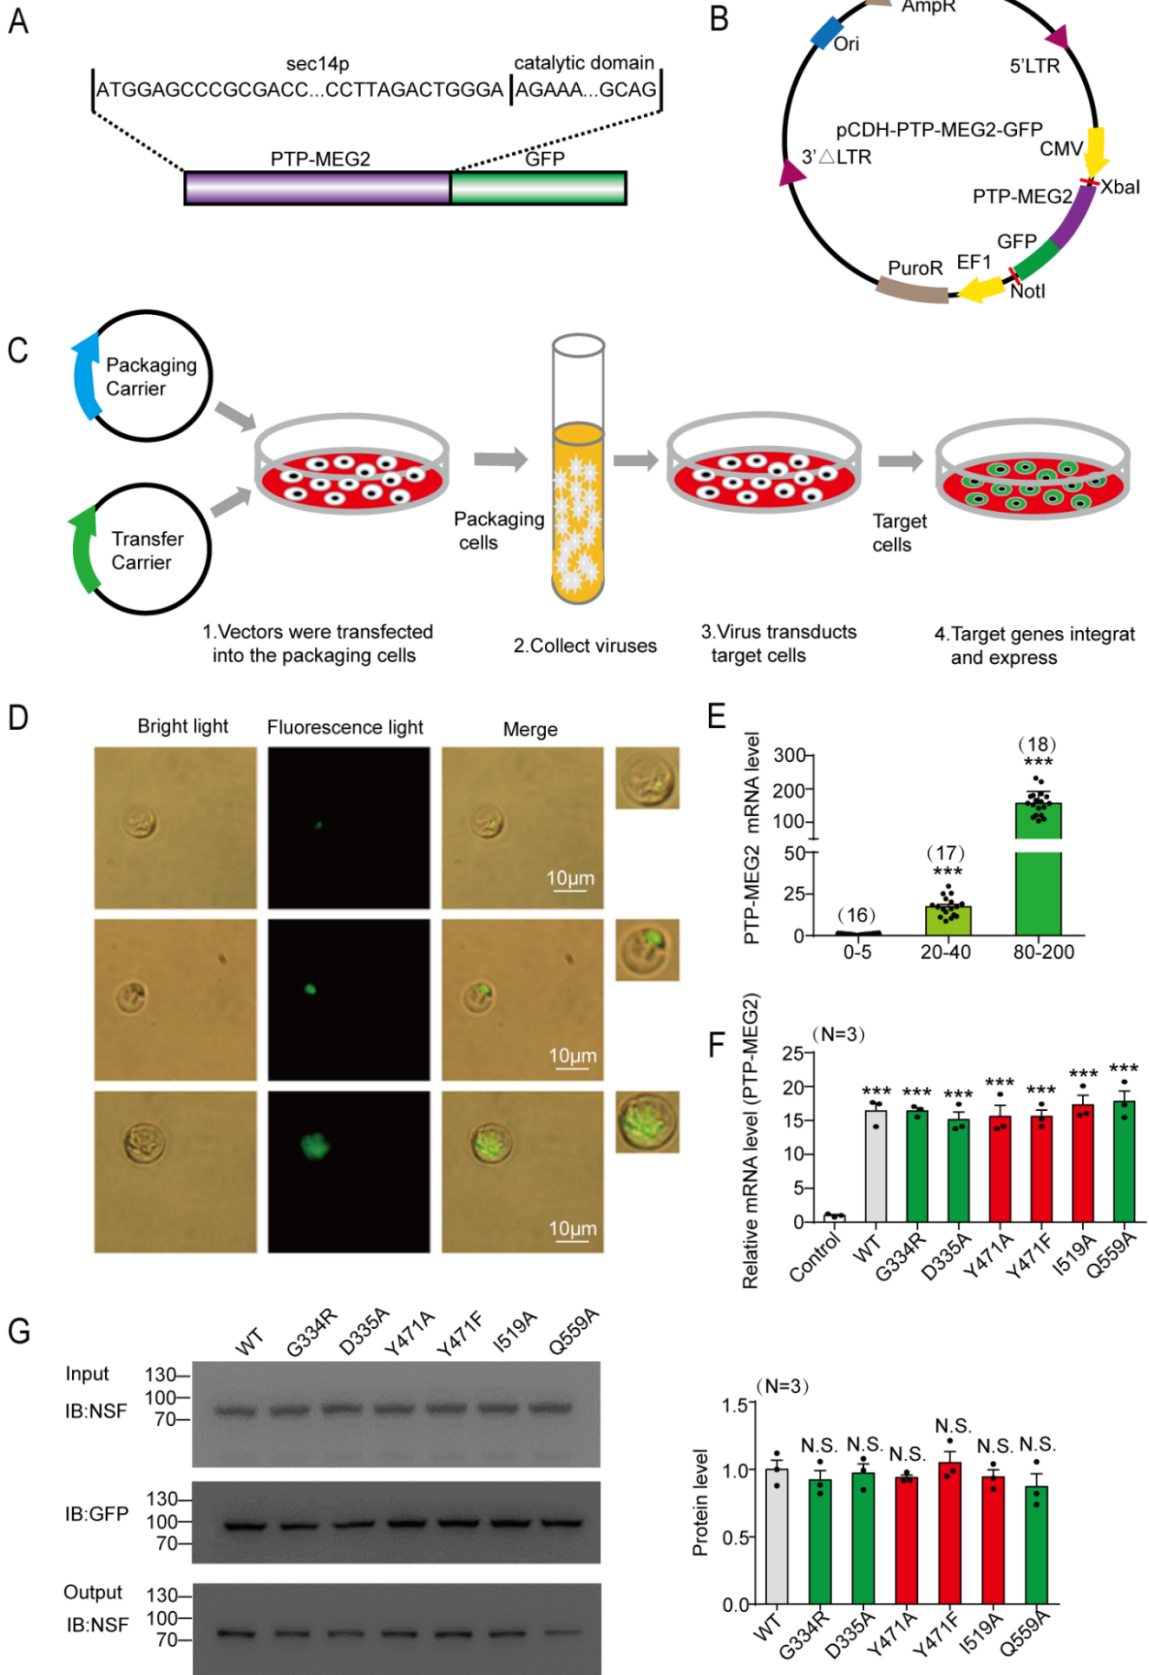 A
sec14p
catalytic domain
ATGGAGCCCGCGACC...CCTTAGACTGGGA
AGAAA...GCAG
PTP-MEG2
GFP
B
AmpR
Ori
5'LTR
pCDH-PTP-MEG2-GFP
CMV
3'△LTR
XbaI
PTP-MEG2
GFP
EF1
PuroR
NotI
C
Packaging
Carrier
Transfer
Carrier
Packaging
cells
Target
cells
1.Vectors were transfected
into the packaging cells
2.Collect viruses
3.Virus transducts
target cells
4.Target genes integrat
and express
D
Bright light
Fluorescence light
Merge
10μm
10μm
10μm
E
PTP-MEG2 mRNA level
300
200
100
50
25
0
(16)
(17)
***
(18)
***
0-5
20-40
80-200
F
Relative mRNA level (PTP-MEG2)
(N=3)
25
20
15
10
5
0
***
***
***
***
***
***
***
Control
WT
G334R
D335A
Y471A
Y471F
I519A
Q559A
G
WT
G334R
D335A
Y471A
Y471F
I519A
Q559A
Input
IB:NSF
130
100
70
IB:GFP
130
100
70
Output
IB:NSF
130
100
70
(N=3)
Protein level
1.5
1.0
0.5
0.0
N.S.
N.S.
N.S.
N.S.
N.S.
N.S.
WT
G334R
D335A
Y471A
Y471F
I519A
Q559A